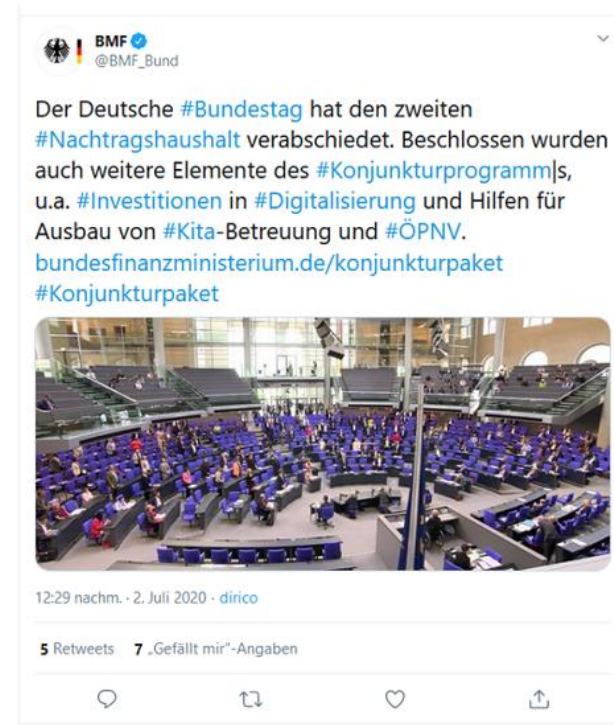 BMF
@BMF_Bund
Der Deutsche #Bundestag hat den zweiten
#Nachtragshaushalt verabschiedet. Beschlossen wurden
auch weitere Elemente des #Konjunkturprogramm|s,
u.a. #Investitionen in #Digitalisierung und Hilfen für
Ausbau von #Kita-Betreuung und #ÖPNV.
bundesfinanzministerium.de/konjunkturpaket
#Konjunkturpaket
12:29 nachm. · 2. Juli 2020 · dirico
5 Retweets 7 „Gefällt mir“-Angaben